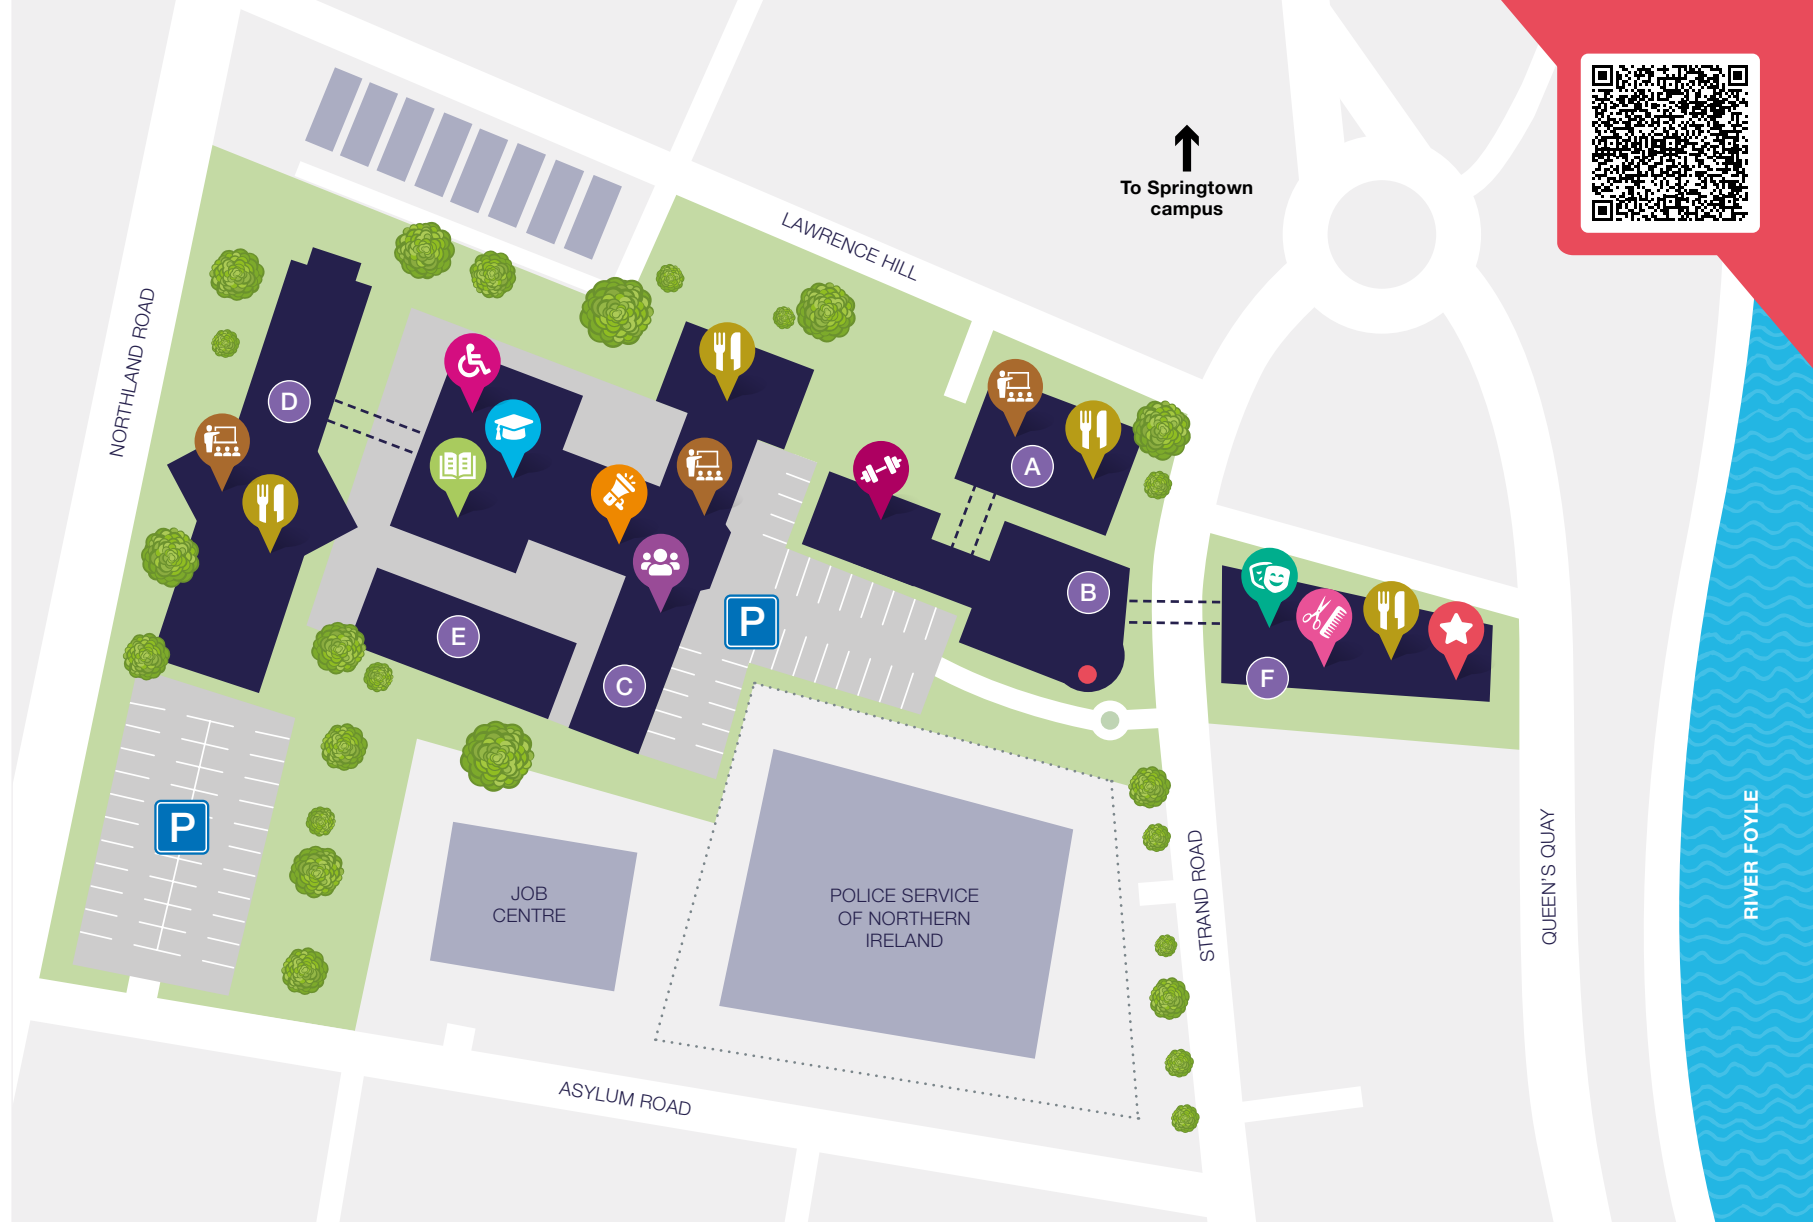 To Springtown
campus
LAWRENCE HILL
NORTHLAND ROAD
D
A
B
P
E
C
F
P
JOB
CENTRE
POLICE SERVICE
OF NORTHERN
IRELAND
STRAND ROAD
QUEEN'S QUAY
RIVER FOYLE
ASYLUM ROAD